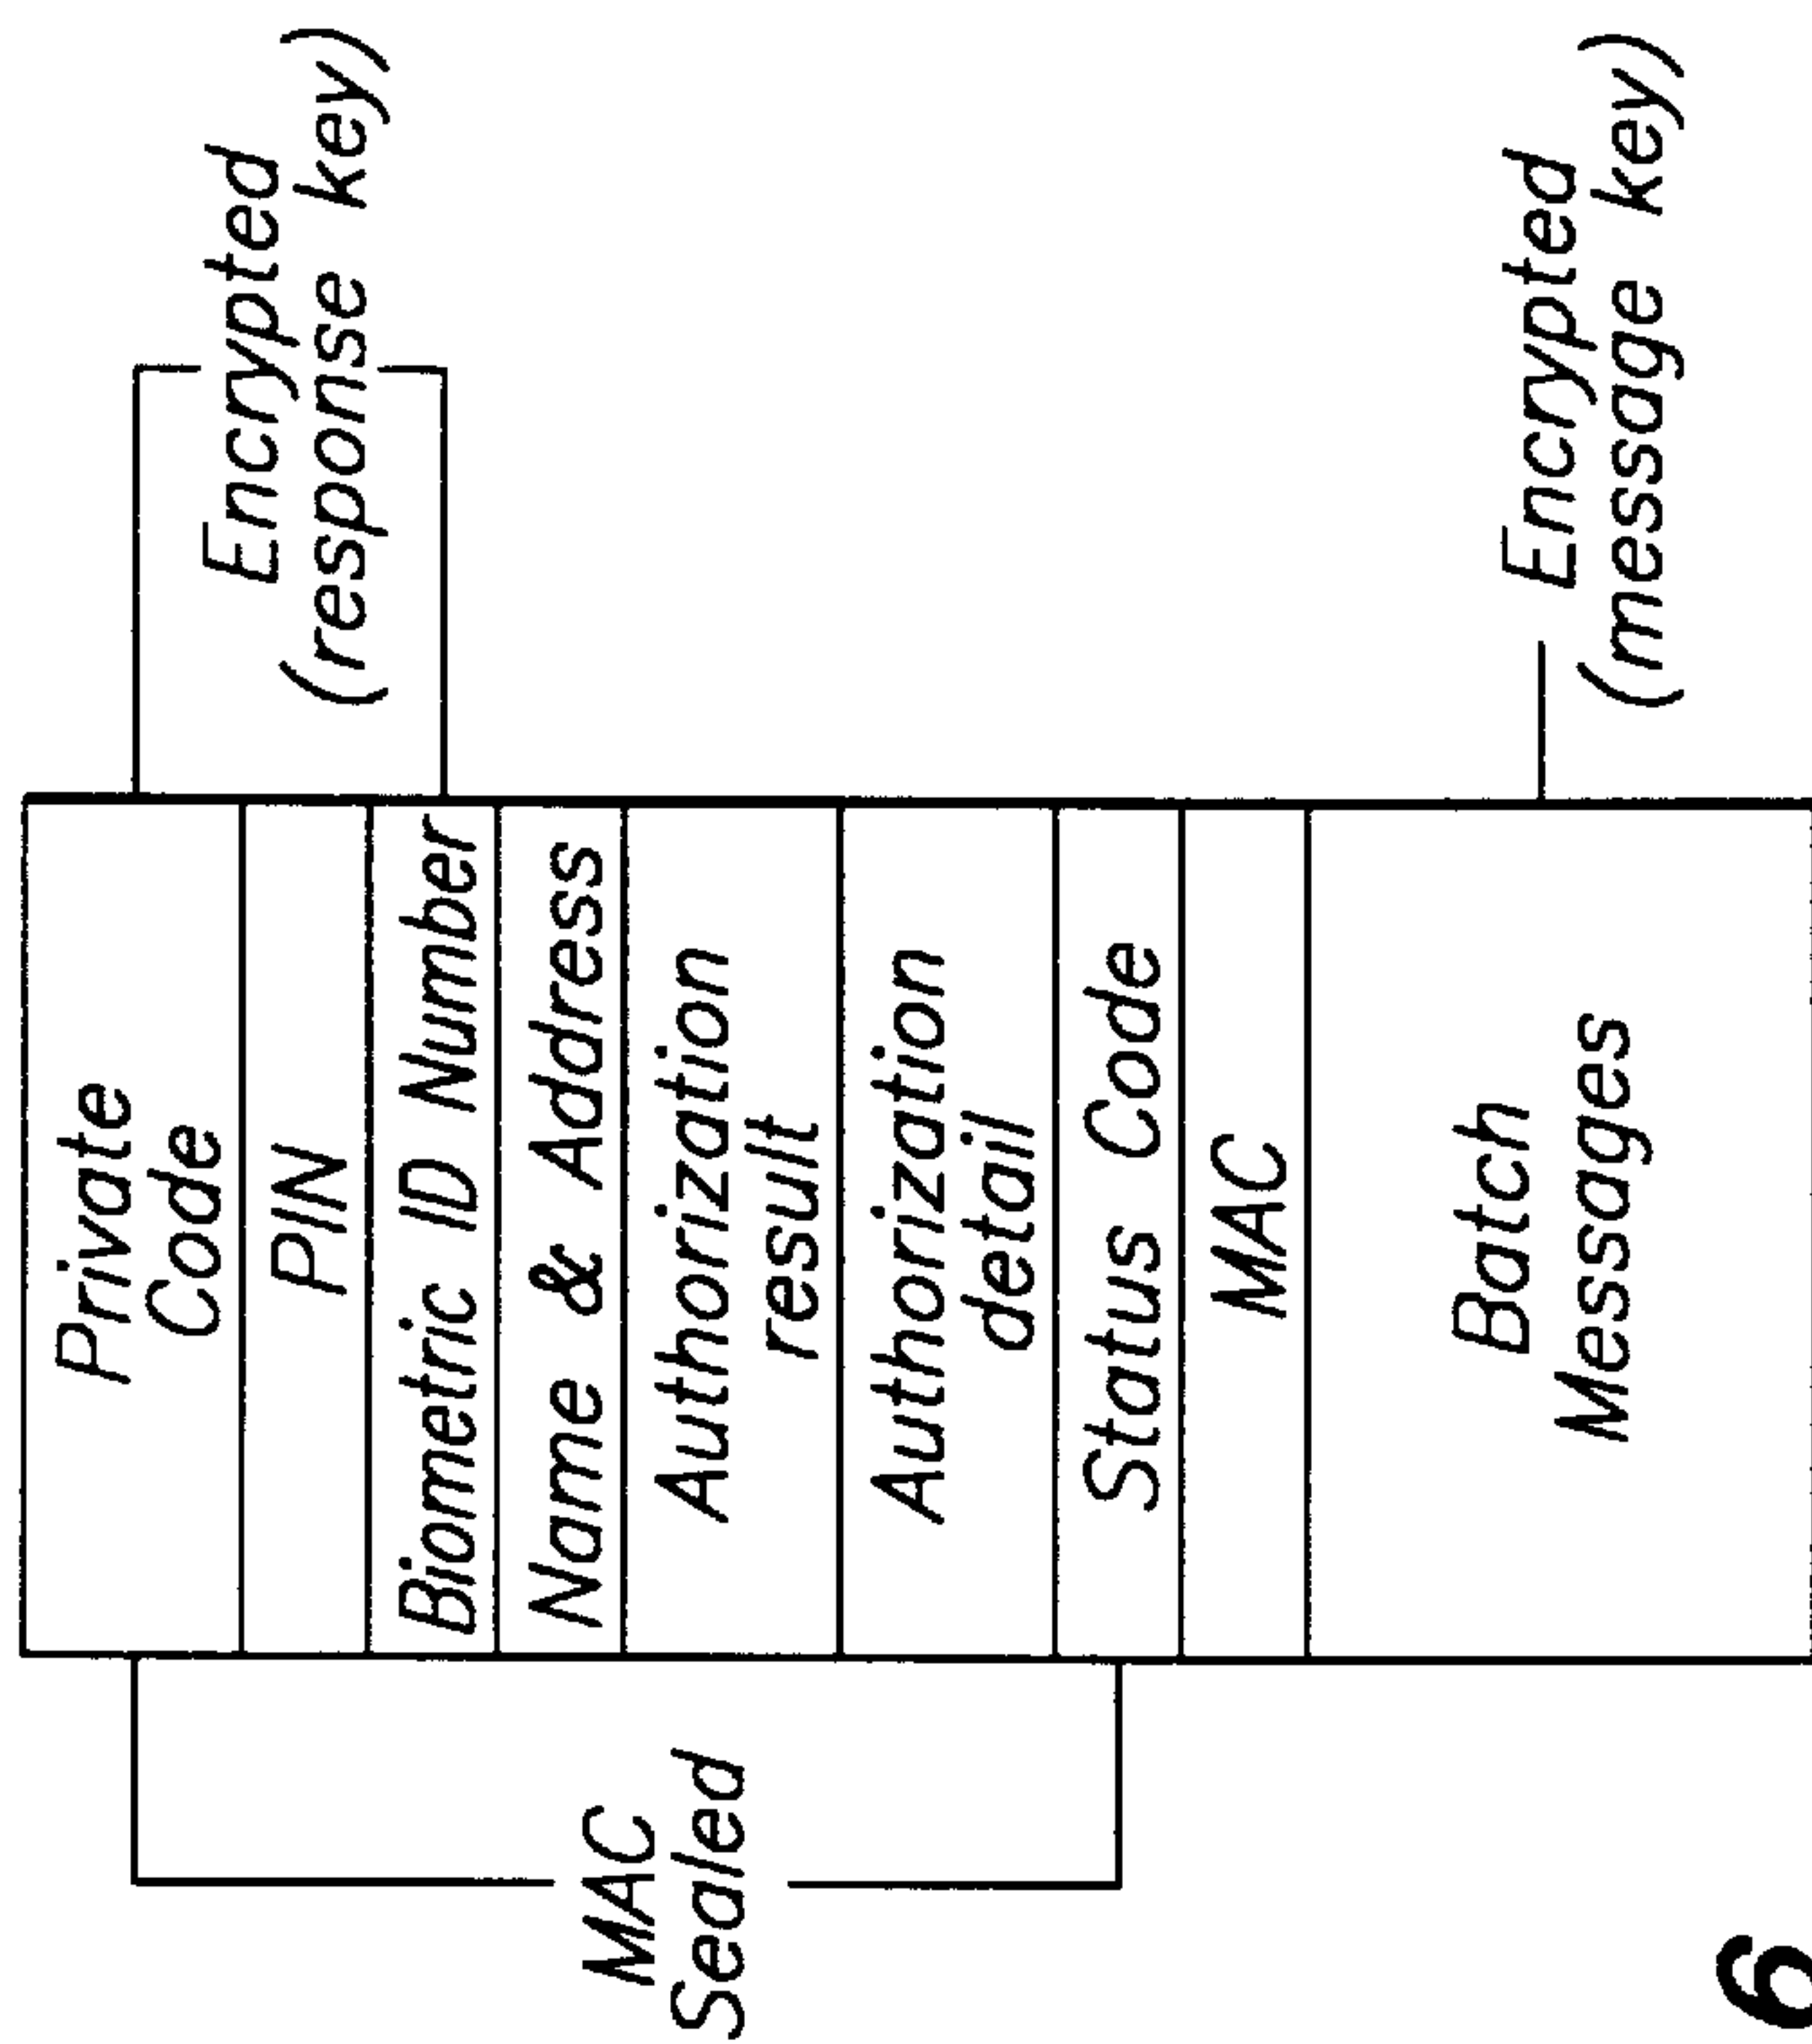 MAC
Sealed
Private
Code
PIN
Biometric ID Number
Name & Address
Authorization
result
Authorization
detail
Status Code
MAC
Batch
Messages
Encrypted
(response key)
Encrypted
(message key)
6